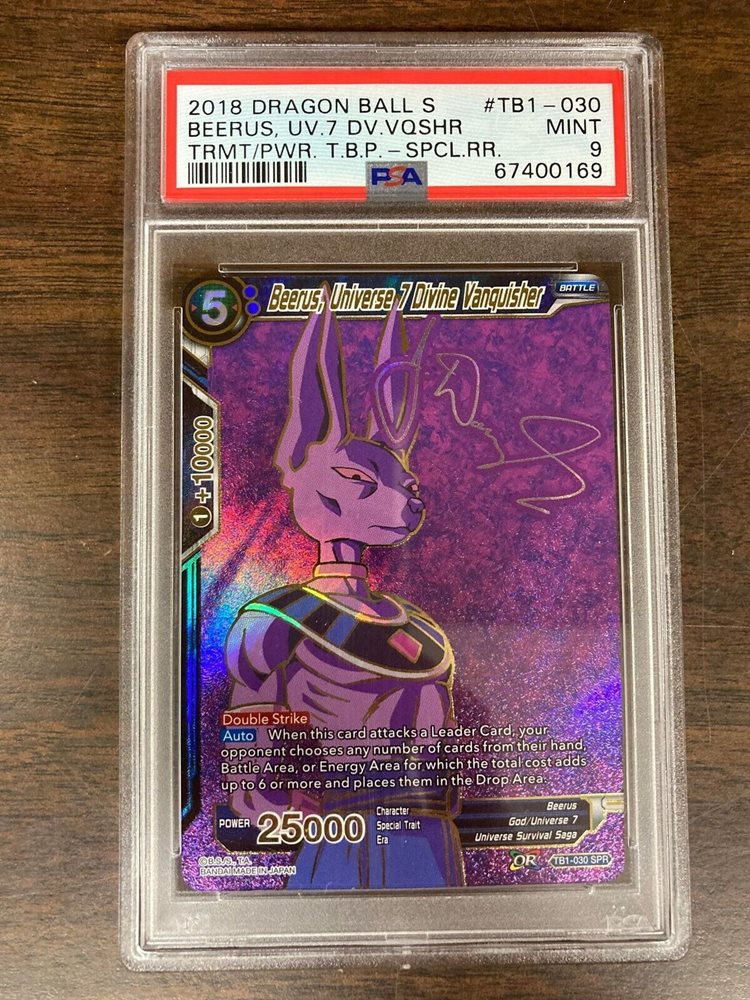 2018 DRAGON BALL S #TB1-030
BEERUS, UV.7 DV.VQSHR MINT
TRMT/PWR. T.B.P.-SPCL.RR. 9
PSA 67400169
5 Beerus, Universe 7 Divine Vanquisher BATTLE
1 +10000
Double Strike
Auto When this card attacks a Leader Card, your
opponent chooses any number of cards from their hand,
Battle Area, or Energy Area for which the total cost adds
up to 6 or more and places them in the Drop Area.
POWER 25000
Character Beerus
Special Trait God/Universe 7
Era Universe Survival Saga
©B.S./S., T.A.
BANDAI MADE IN JAPAN
QR TB1-030 SPR